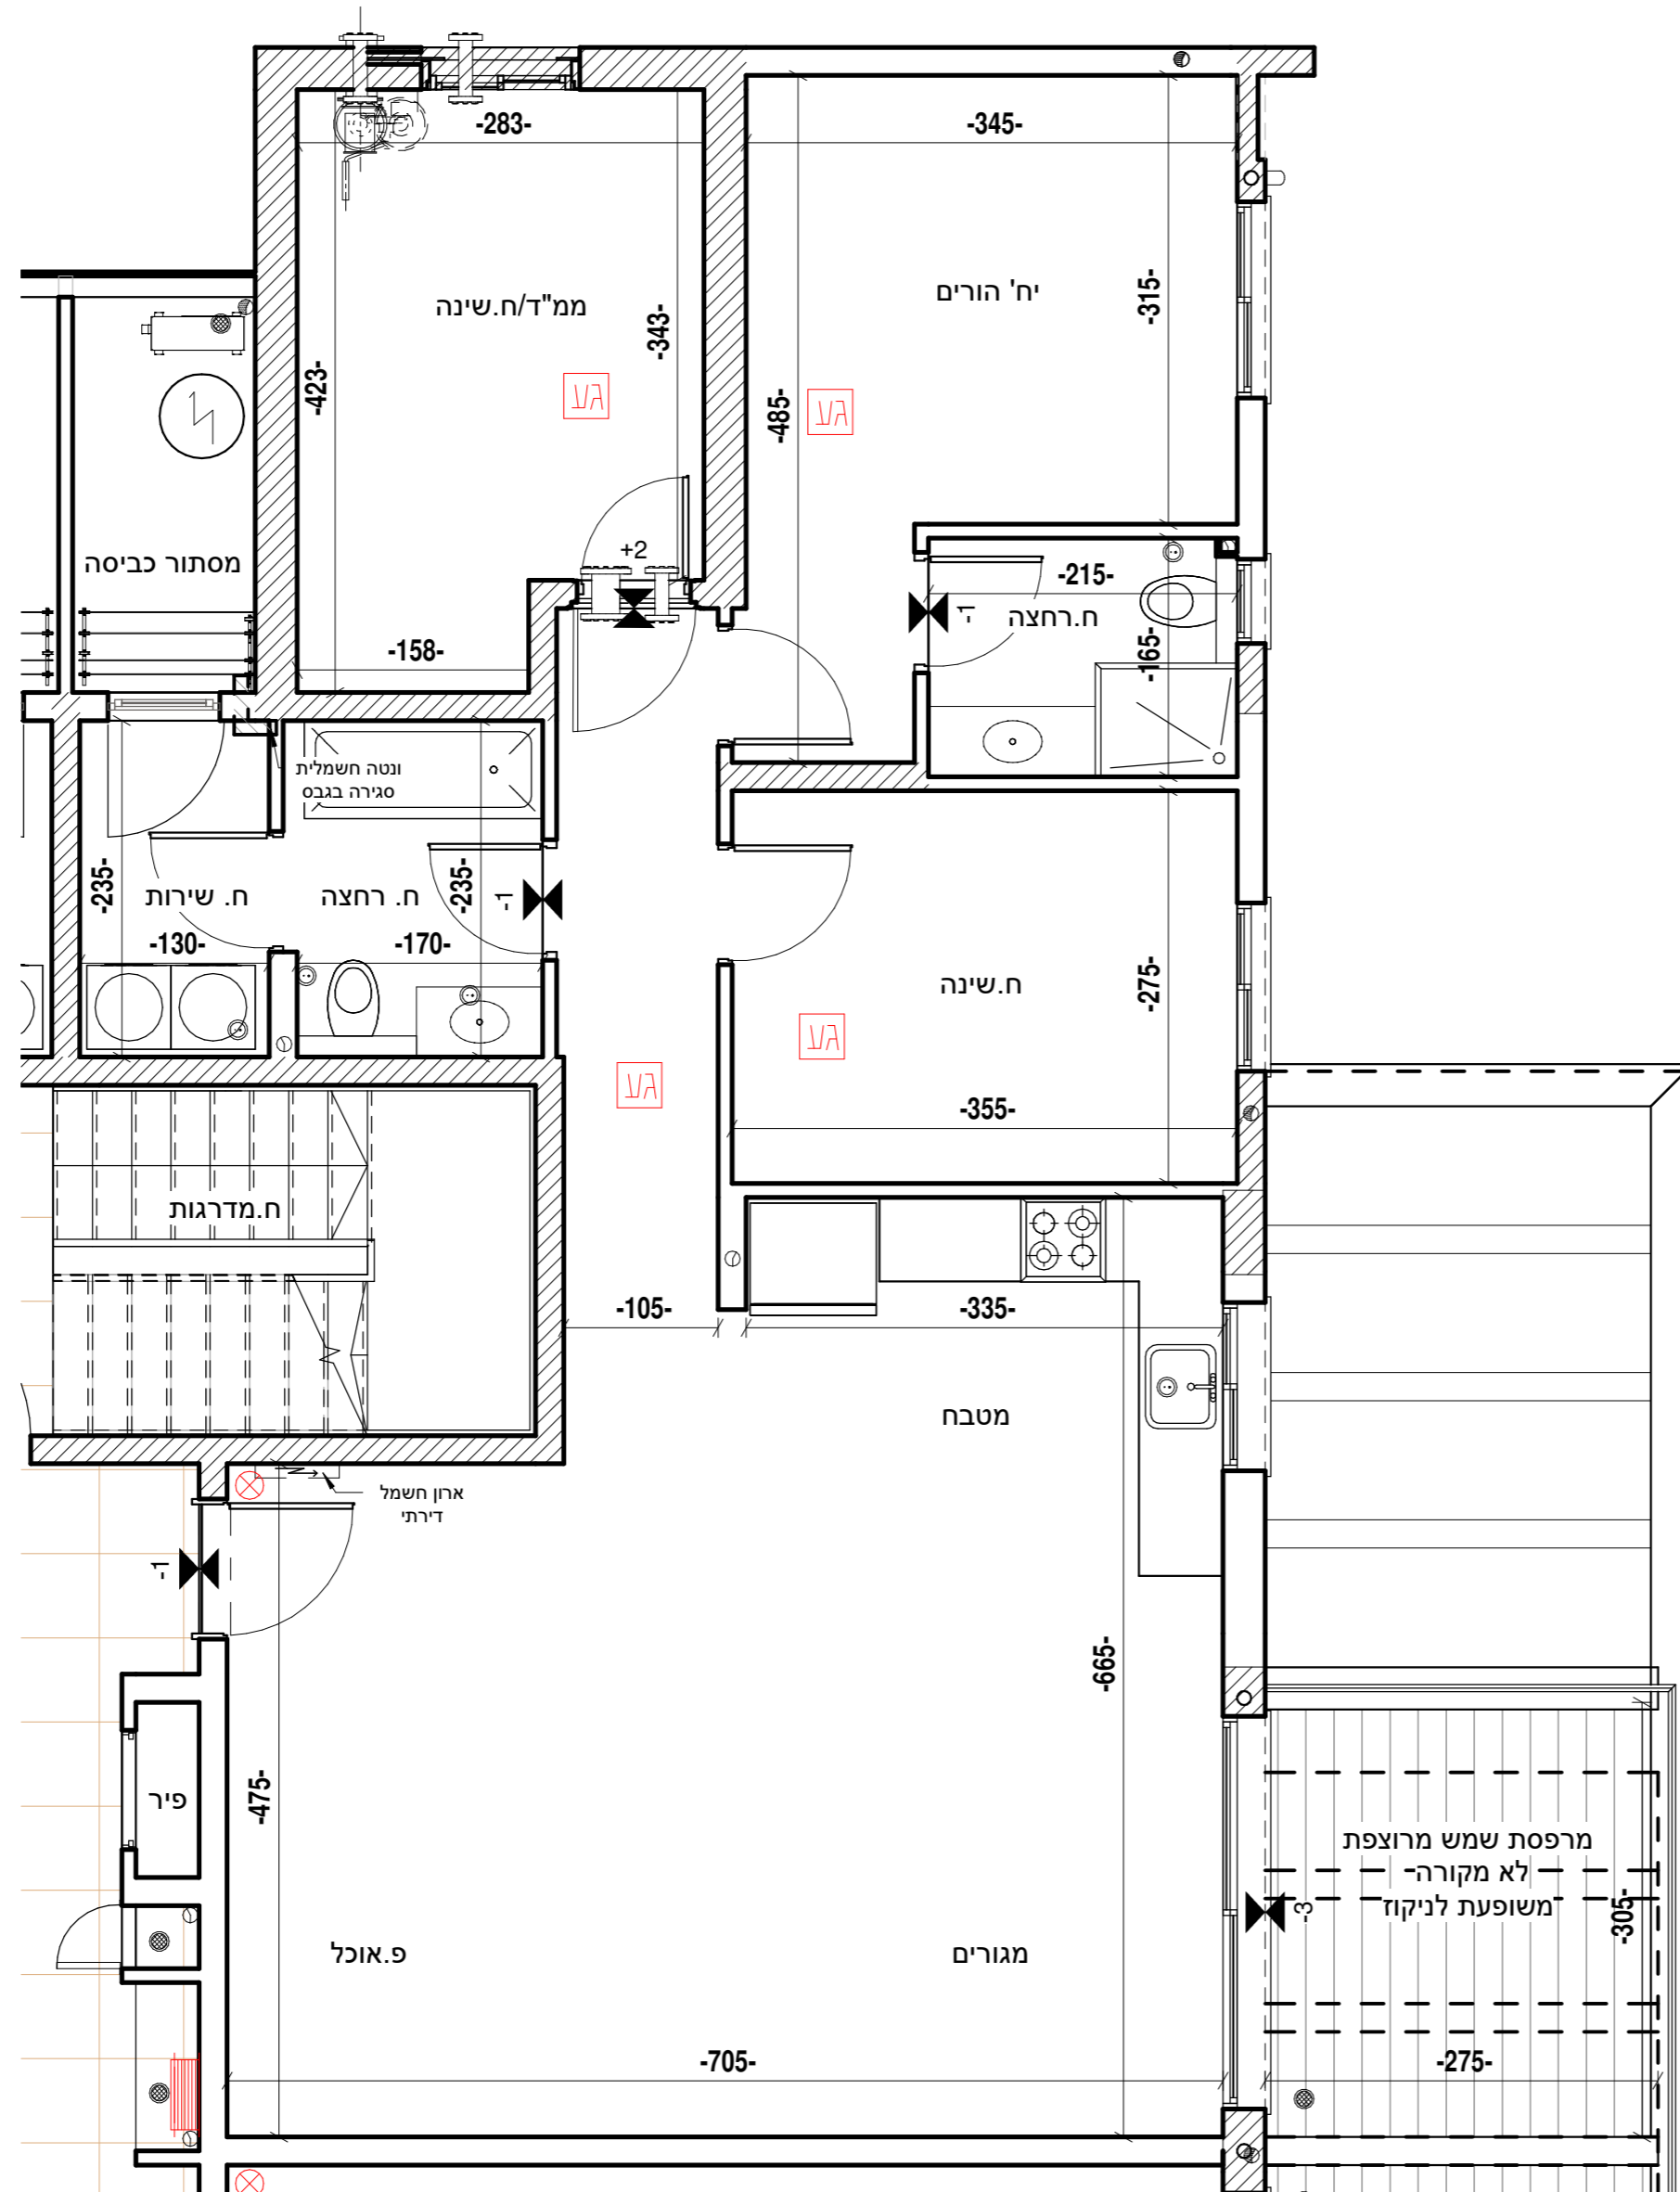 -283-
-345-
ממ"ד/ח.שינה
יח' הורים
-343-
-315-
-423-
-485-
גע
גע
מסתור כביסה
+2
-215-
-1
ח.רחצה
-165-
-158-
ונטה חשמלית
סגירה בגבס
-235-
ח. שירות
ח. רחצה
-235-
-1
-130-
-170-
ח.שינה
-275-
גע
גע
-355-
ח.מדרגות
-105-
-335-
מטבח
ארון חשמל
דירתי
-1
-665-
-475-
פיר
מרפסת שמש מרוצפת
לא מקורה-
משופעת לניקוז
-3
-305-
פ.אוכל
מגורים
-705-
-275-